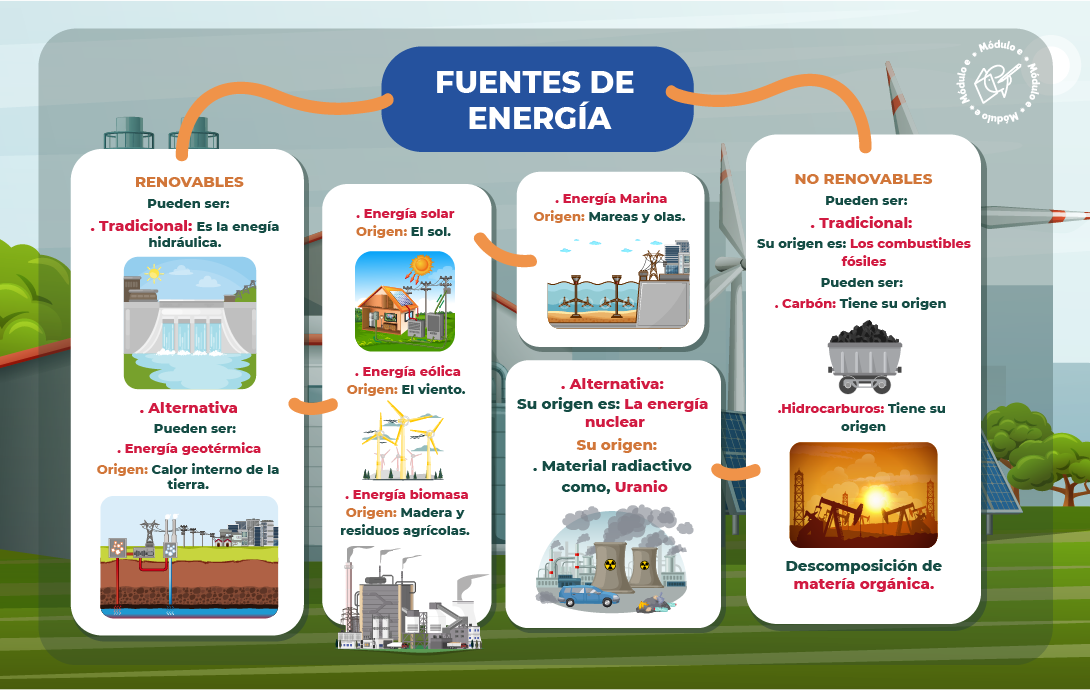 FUENTES DE
ENERGÍA
Módulo e • Módulo e • Módulo e • Módulo e •
RENOVABLES
Pueden ser:
. Tradicional: Es la enegía
hidráulica.
. Alternativa
Pueden ser:
. Energía geotérmica
Origen: Calor interno de la
tierra.
. Energía solar
Origen: El sol.
. Energía eólica
Origen: El viento.
. Energía biomasa
Origen: Madera y
residuos agrícolas.
. Energía Marina
Origen: Mareas y olas.
NO RENOVABLES
Pueden ser:
. Tradicional:
Su origen es: Los combustibles
fósiles
Pueden ser:
. Carbón: Tiene su origen
.Hidrocarburos: Tiene su
origen
Descomposición de
matería orgánica.
. Alternativa:
Su origen es: La energía
nuclear
Su origen:
. Material radiactivo
como, Uranio